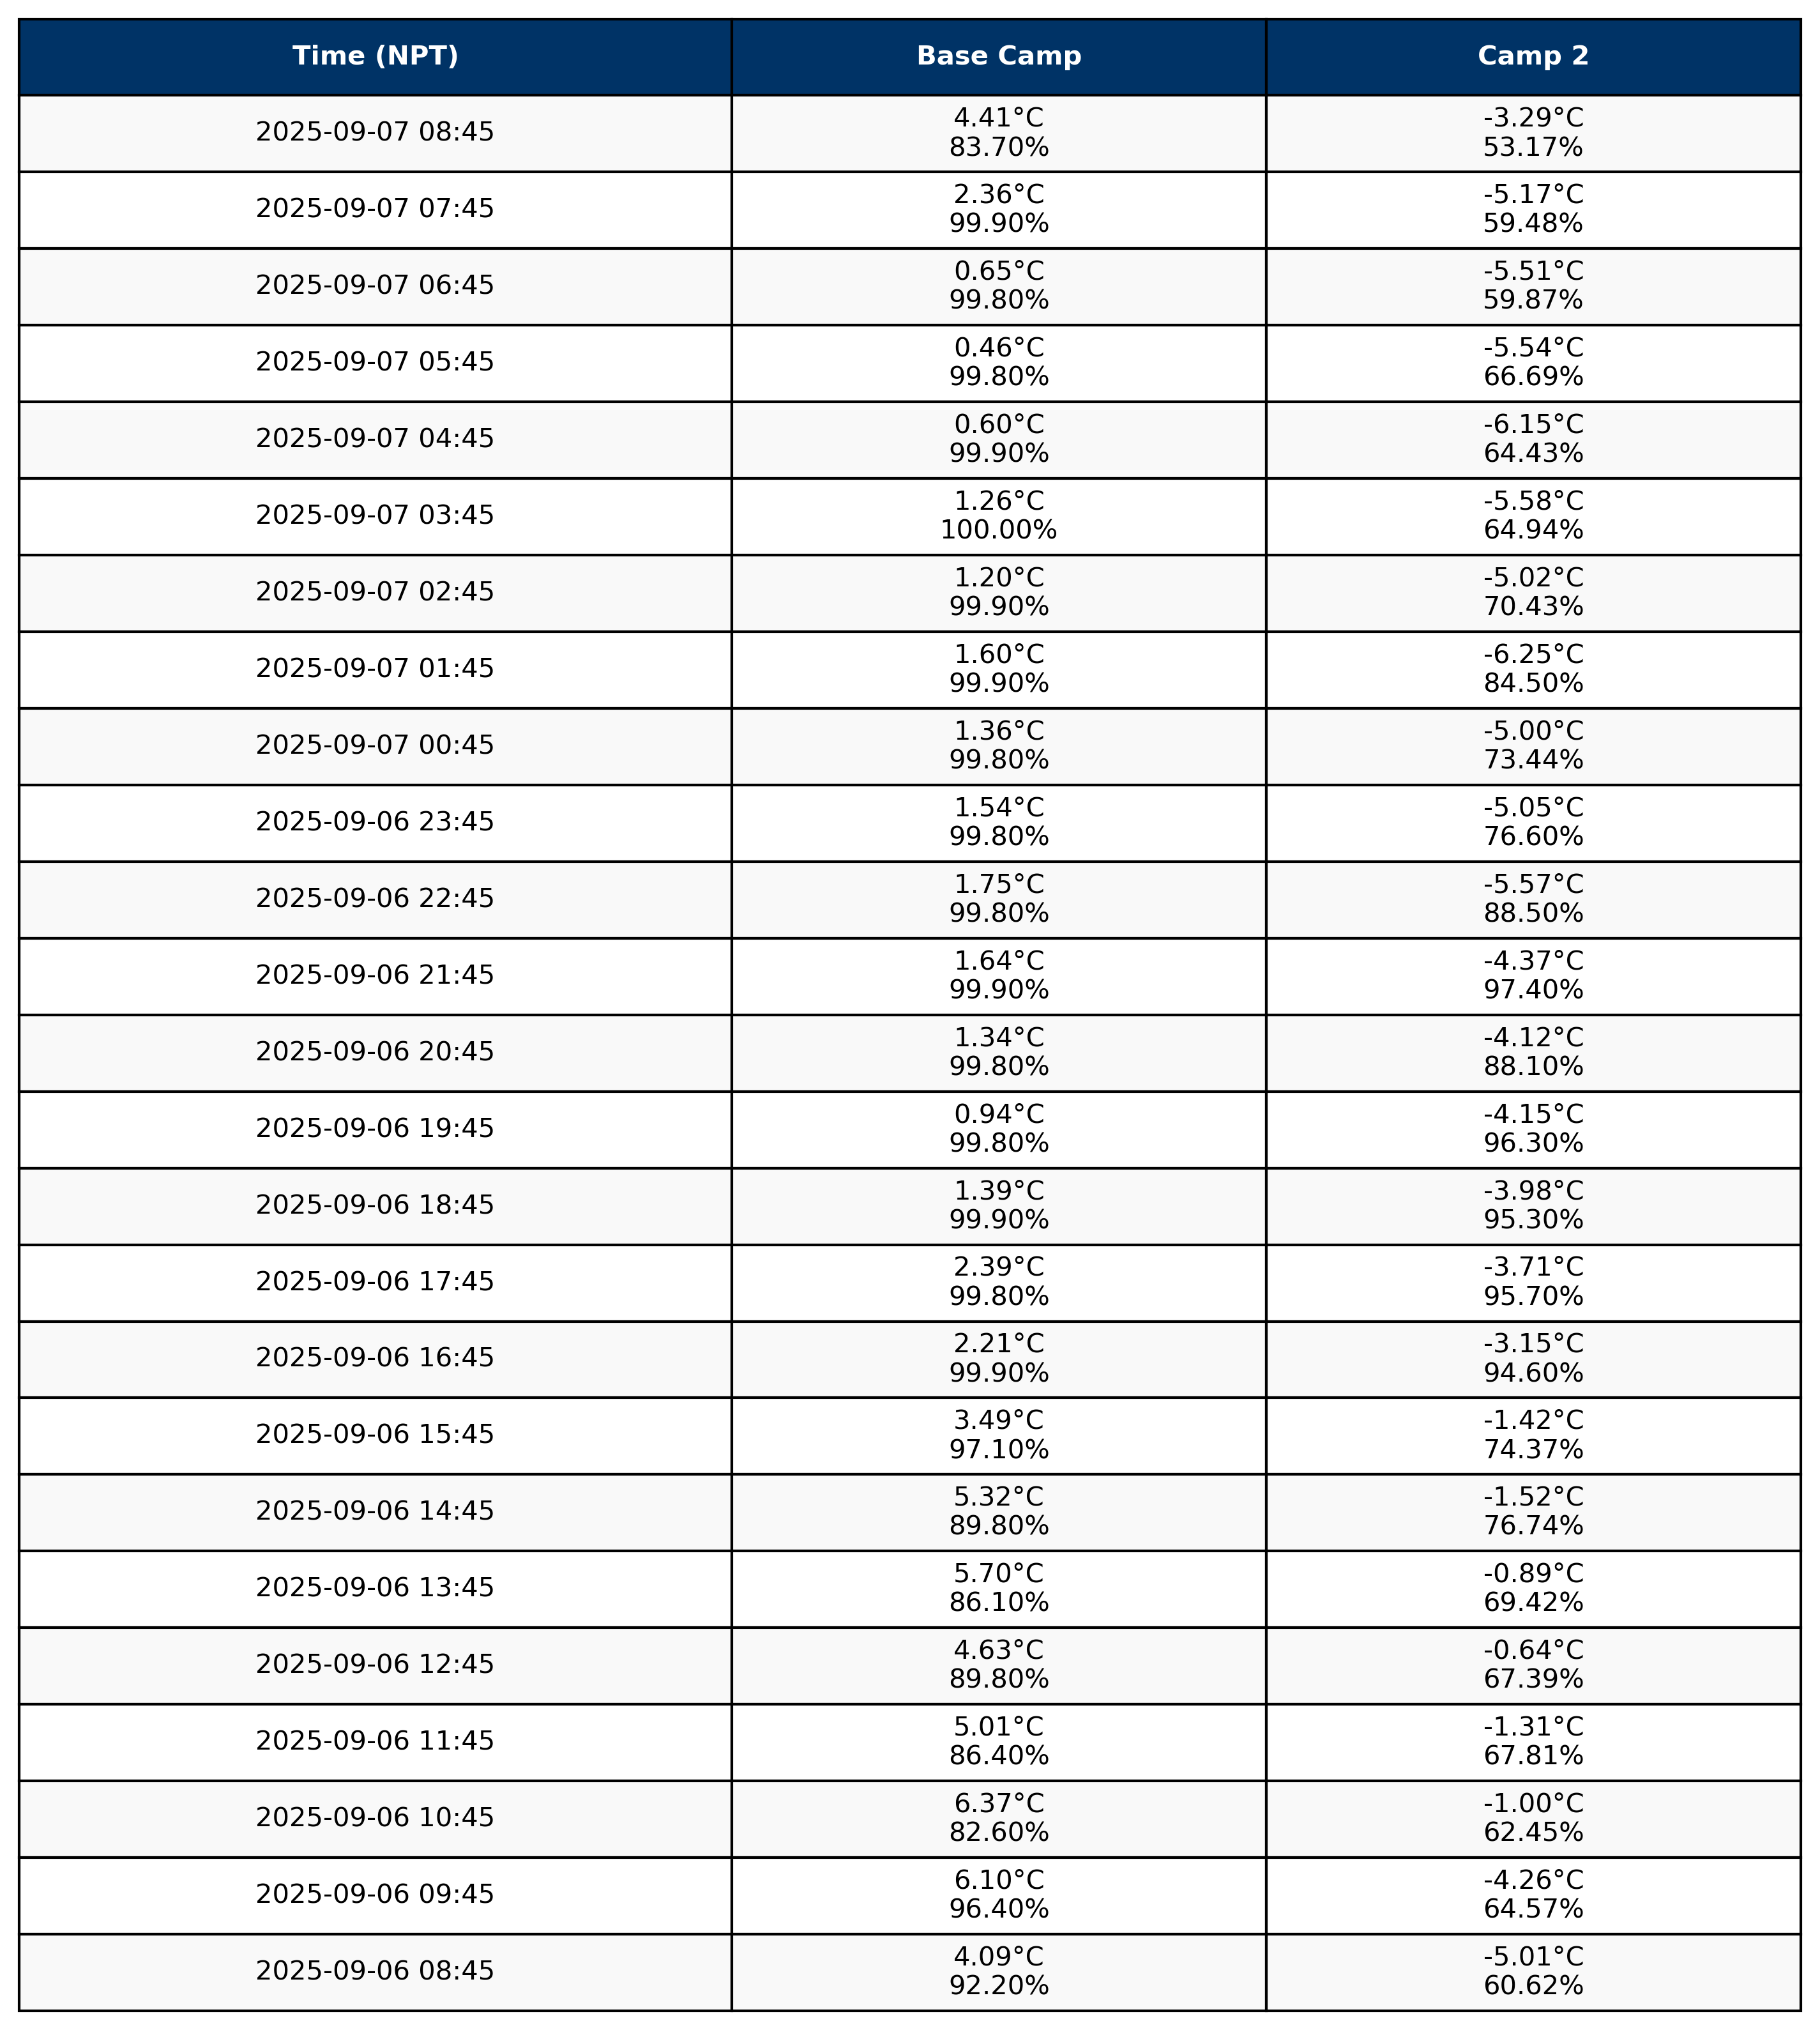 Time (NPT) Base Camp Camp 2
2025-09-07 08:45 4.41°C -3.29°C
83.70% 53.17%
2025-09-07 07:45 2.36°C -5.17°C
99.90% 59.48%
2025-09-07 06:45 0.65°C -5.51°C
99.80% 59.87%
2025-09-07 05:45 0.46°C -5.54°C
99.80% 66.69%
2025-09-07 04:45 0.60°C -6.15°C
99.90% 64.43%
2025-09-07 03:45 1.26°C -5.58°C
100.00% 64.94%
2025-09-07 02:45 1.20°C -5.02°C
99.90% 70.43%
2025-09-07 01:45 1.60°C -6.25°C
99.90% 84.50%
2025-09-07 00:45 1.36°C -5.00°C
99.80% 73.44%
2025-09-06 23:45 1.54°C -5.05°C
99.80% 76.60%
2025-09-06 22:45 1.75°C -5.57°C
99.80% 88.50%
2025-09-06 21:45 1.64°C -4.37°C
99.90% 97.40%
2025-09-06 20:45 1.34°C -4.12°C
99.80% 88.10%
2025-09-06 19:45 0.94°C -4.15°C
99.80% 96.30%
2025-09-06 18:45 1.39°C -3.98°C
99.90% 95.30%
2025-09-06 17:45 2.39°C -3.71°C
99.80% 95.70%
2025-09-06 16:45 2.21°C -3.15°C
99.90% 94.60%
2025-09-06 15:45 3.49°C -1.42°C
97.10% 74.37%
2025-09-06 14:45 5.32°C -1.52°C
89.80% 76.74%
2025-09-06 13:45 5.70°C -0.89°C
86.10% 69.42%
2025-09-06 12:45 4.63°C -0.64°C
89.80% 67.39%
2025-09-06 11:45 5.01°C -1.31°C
86.40% 67.81%
2025-09-06 10:45 6.37°C -1.00°C
82.60% 62.45%
2025-09-06 09:45 6.10°C -4.26°C
96.40% 64.57%
2025-09-06 08:45 4.09°C -5.01°C
92.20% 60.62%